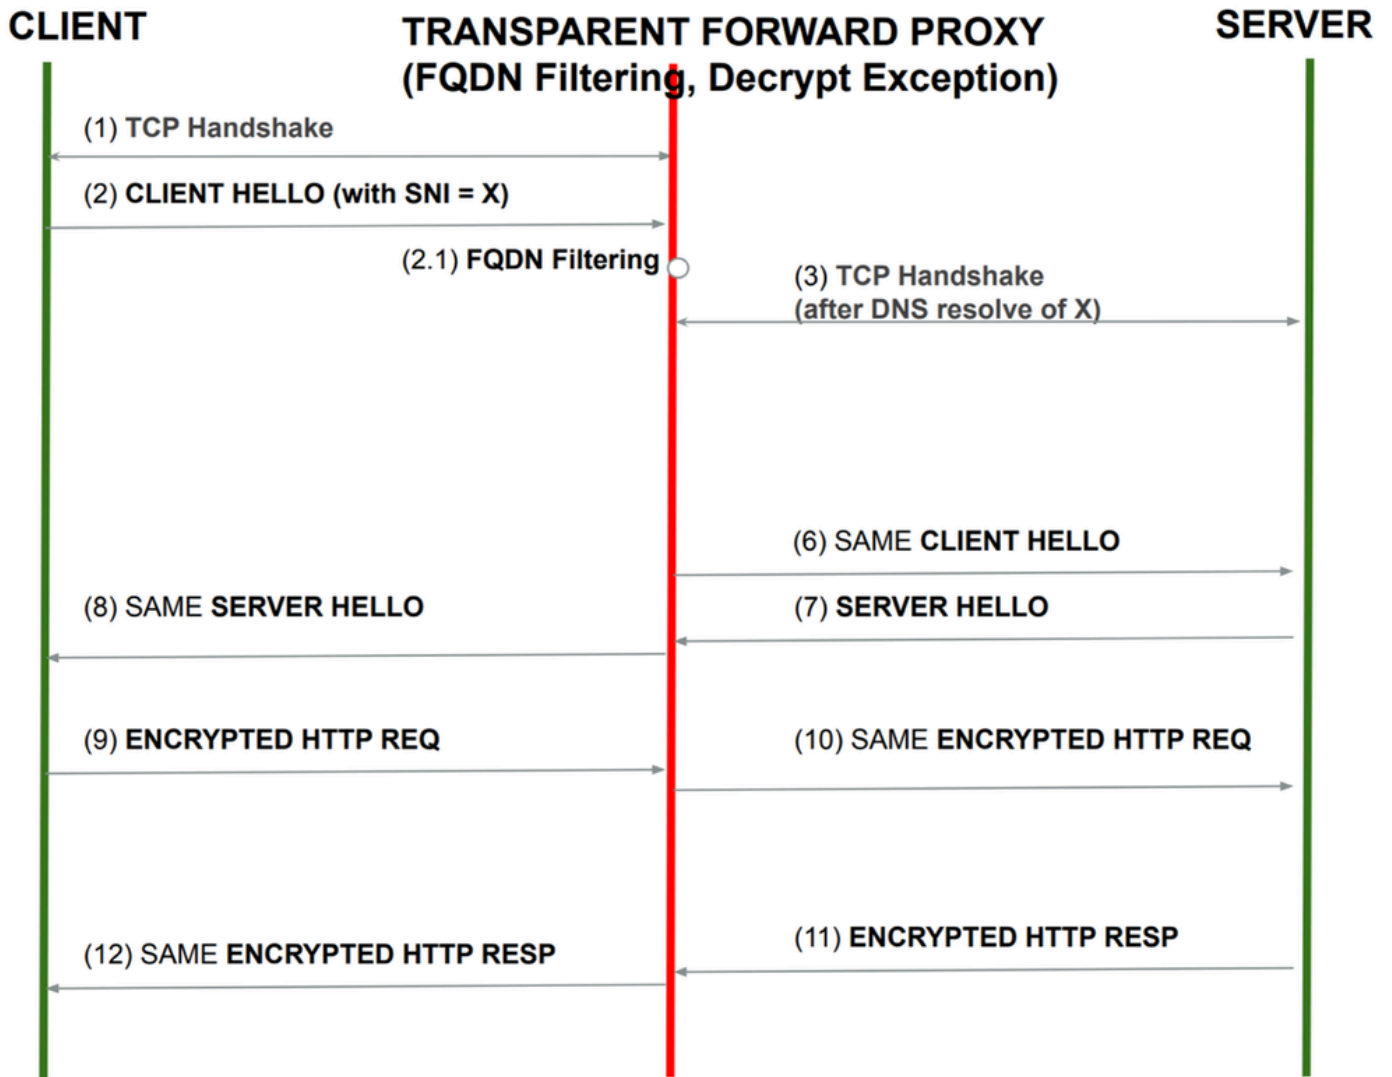 CLIENT
TRANSPARENT FORWARD PROXY
(FQDN Filtering, Decrypt Exception)
SERVER
(1) TCP Handshake
(2) CLIENT HELLO (with SNI = X)
(2.1) FQDN Filtering
(3) TCP Handshake
(after DNS resolve of X)
(6) SAME CLIENT HELLO
(8) SAME SERVER HELLO
(7) SERVER HELLO
(9) ENCRYPTED HTTP REQ
(10) SAME ENCRYPTED HTTP REQ
(11) ENCRYPTED HTTP RESP
(12) SAME ENCRYPTED HTTP RESP